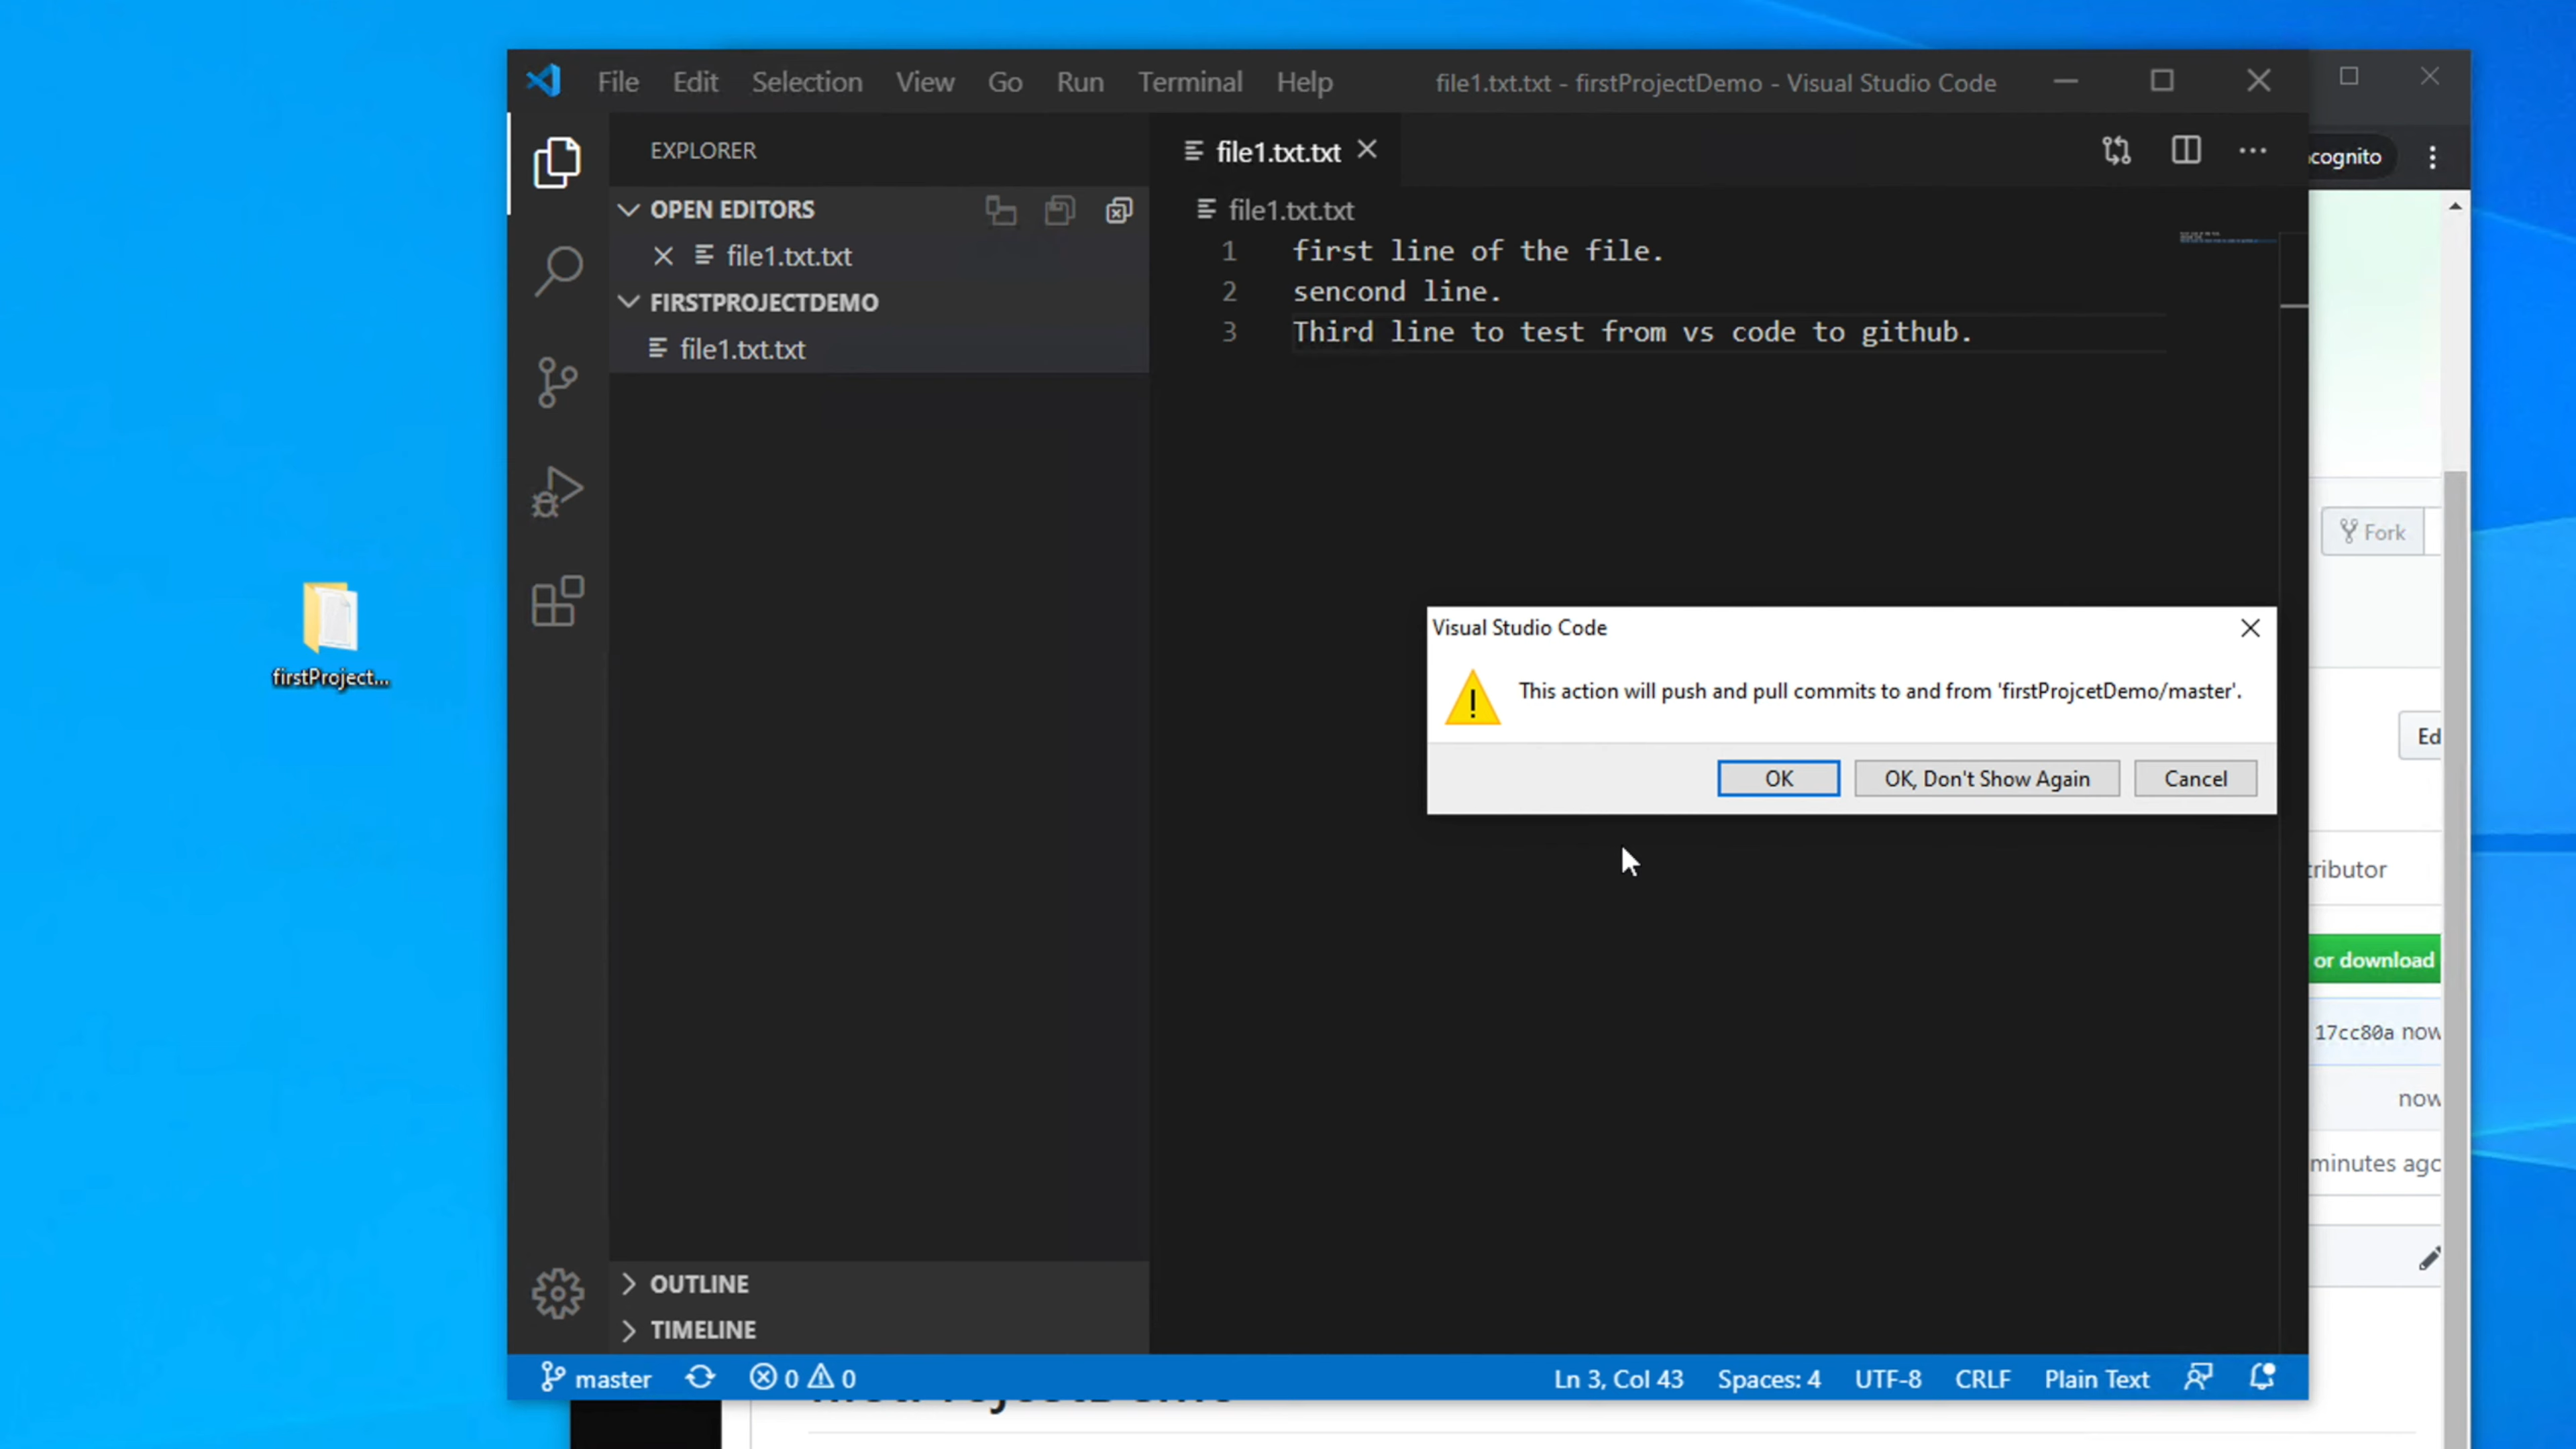 File Edit Selection View Go Run Terminal Help file1.txt.txt - firstProjectDemo - Visual Studio Code
EXPLORER
file1.txt.txt
cognito
OPEN EDITORS
file1.txt.txt
file1.txt.txt
FIRSTPROJECTDEMO
file1.txt.txt
1 first line of the file.
2 sencond line.
3 Third line to test from vs code to github.
Fork
firstProject...
Visual Studio Code
This action will push and pull commits to and from 'firstProjcetDemo/master'.
OK OK, Don't Show Again Cancel
Ed
tributor
or download
17cc80a now
now
minutes ago
OUTLINE
TIMELINE
master 0 0 Ln 3, Col 43 Spaces: 4 UTF-8 CRLF Plain Text